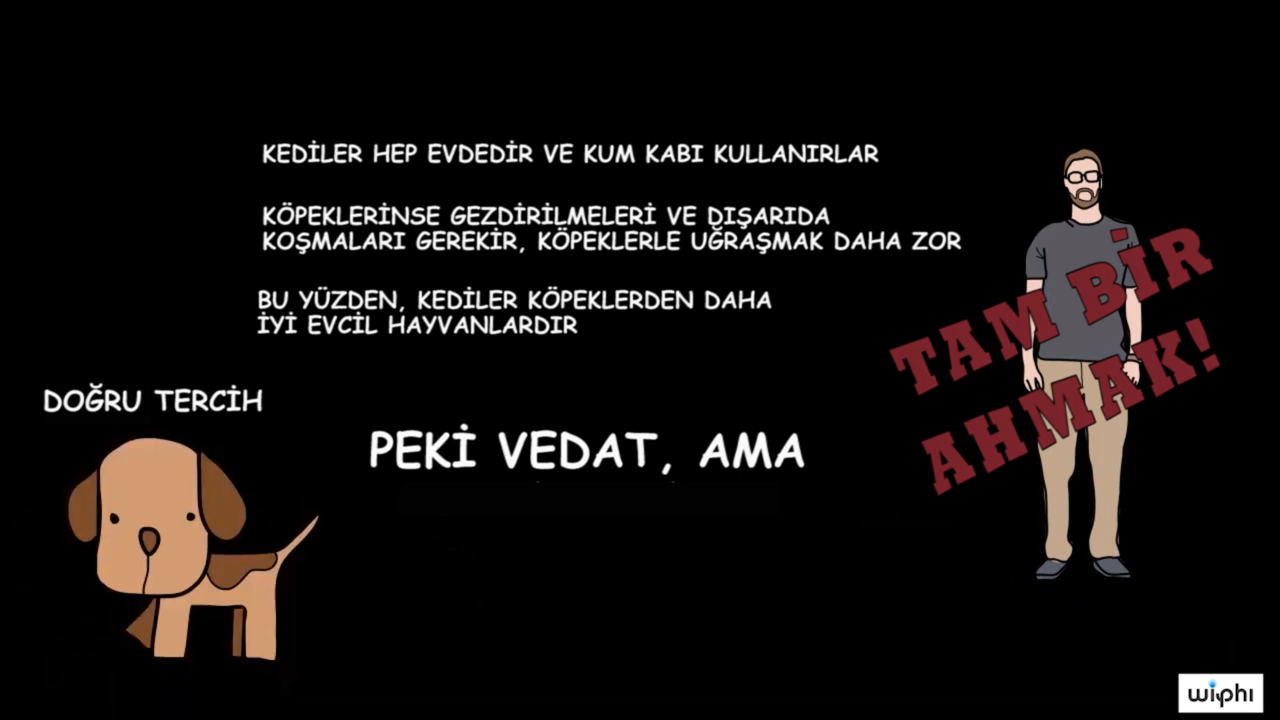 KEDİLER HEP EVDEDİR VE KUM KABI KULLANIRLAR
KÖPEKLERİNSE GEZDİRİLMELERİ VE DIŞARIDA
KOŞMALARI GEREKİR, KÖPEKLERLE UĞRAŞMAK DAHA ZOR
BU YÜZDEN, KEDİLER KÖPEKLERDEN DAHA
İYİ EVCİL HAYVANLARDIR
TAM BİR
AHMAK!
DOĞRU TERCİH
PEKİ VEDAT, AMA
wiphi